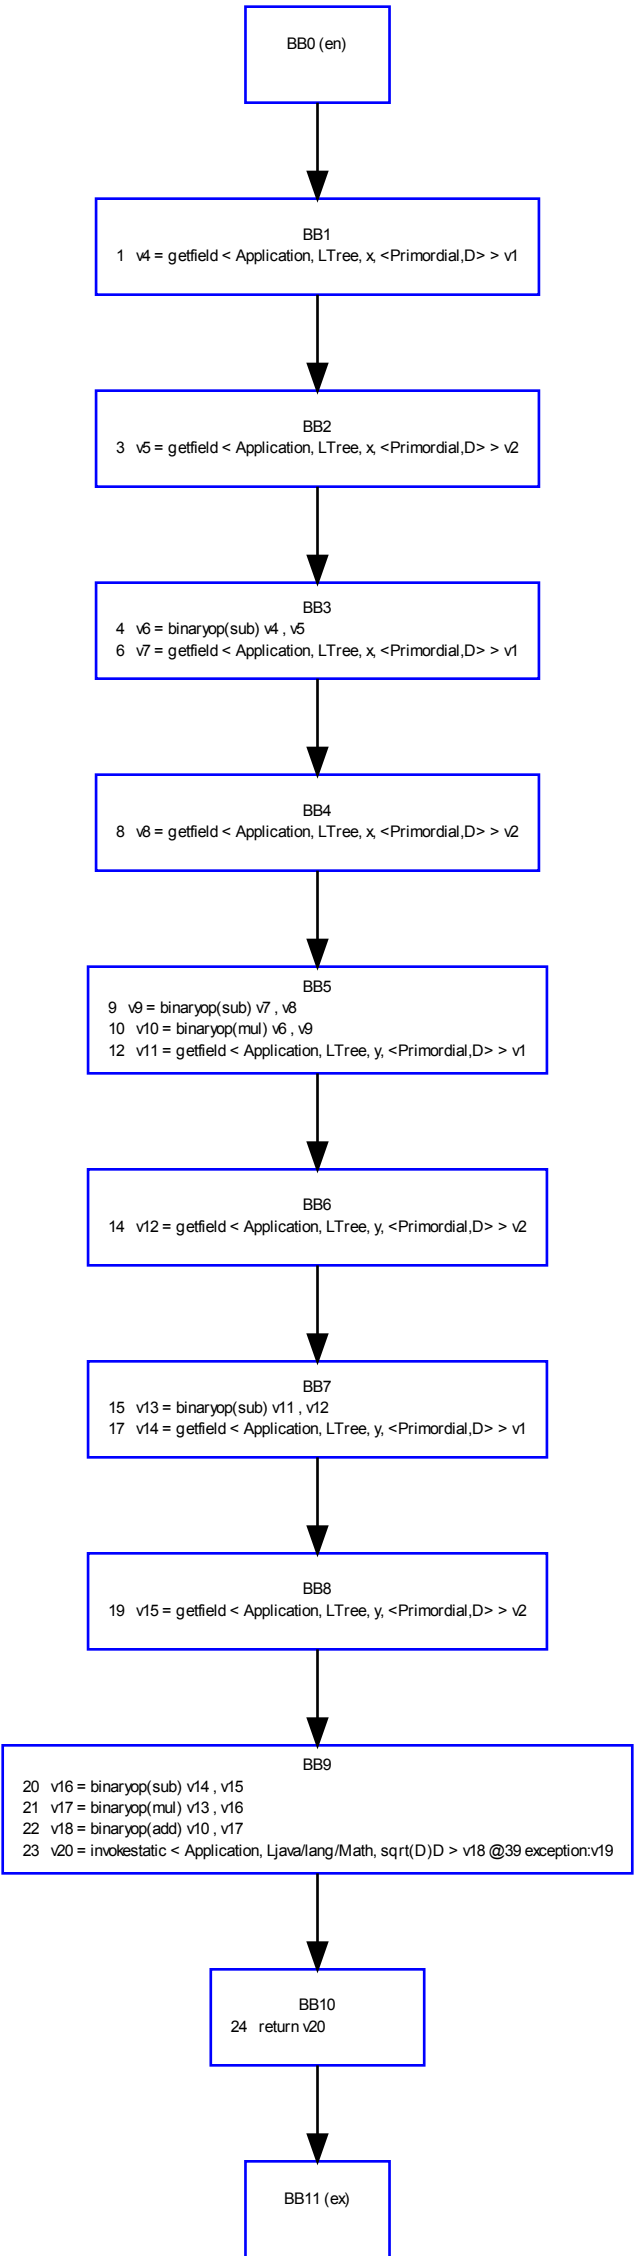 BB0 (en)
BB1
1 v4 = getfield < Application, LTree, x, <Primordial,D> > v1
BB2
3 v5 = getfield < Application, LTree, x, <Primordial,D> > v2
BB3
4 v6 = binaryop(sub) v4 , v5
6 v7 = getfield < Application, LTree, x, <Primordial,D> > v1
BB4
8 v8 = getfield < Application, LTree, x, <Primordial,D> > v2
BB5
9 v9 = binaryop(sub) v7 , v8
10 v10 = binaryop(mul) v6 , v9
12 v11 = getfield < Application, LTree, y, <Primordial,D> > v1
BB6
14 v12 = getfield < Application, LTree, y, <Primordial,D> > v2
BB7
15 v13 = binaryop(sub) v11 , v12
17 v14 = getfield < Application, LTree, y, <Primordial,D> > v1
BB8
19 v15 = getfield < Application, LTree, y, <Primordial,D> > v2
BB9
20 v16 = binaryop(sub) v14 , v15
21 v17 = binaryop(mul) v13 , v16
22 v18 = binaryop(add) v10 , v17
23 v20 = invokestatic < Application, Ljava/lang/Math, sqrt(D)D > v18 @39 exception:v19
BB10
24 return v20
BB11 (ex)